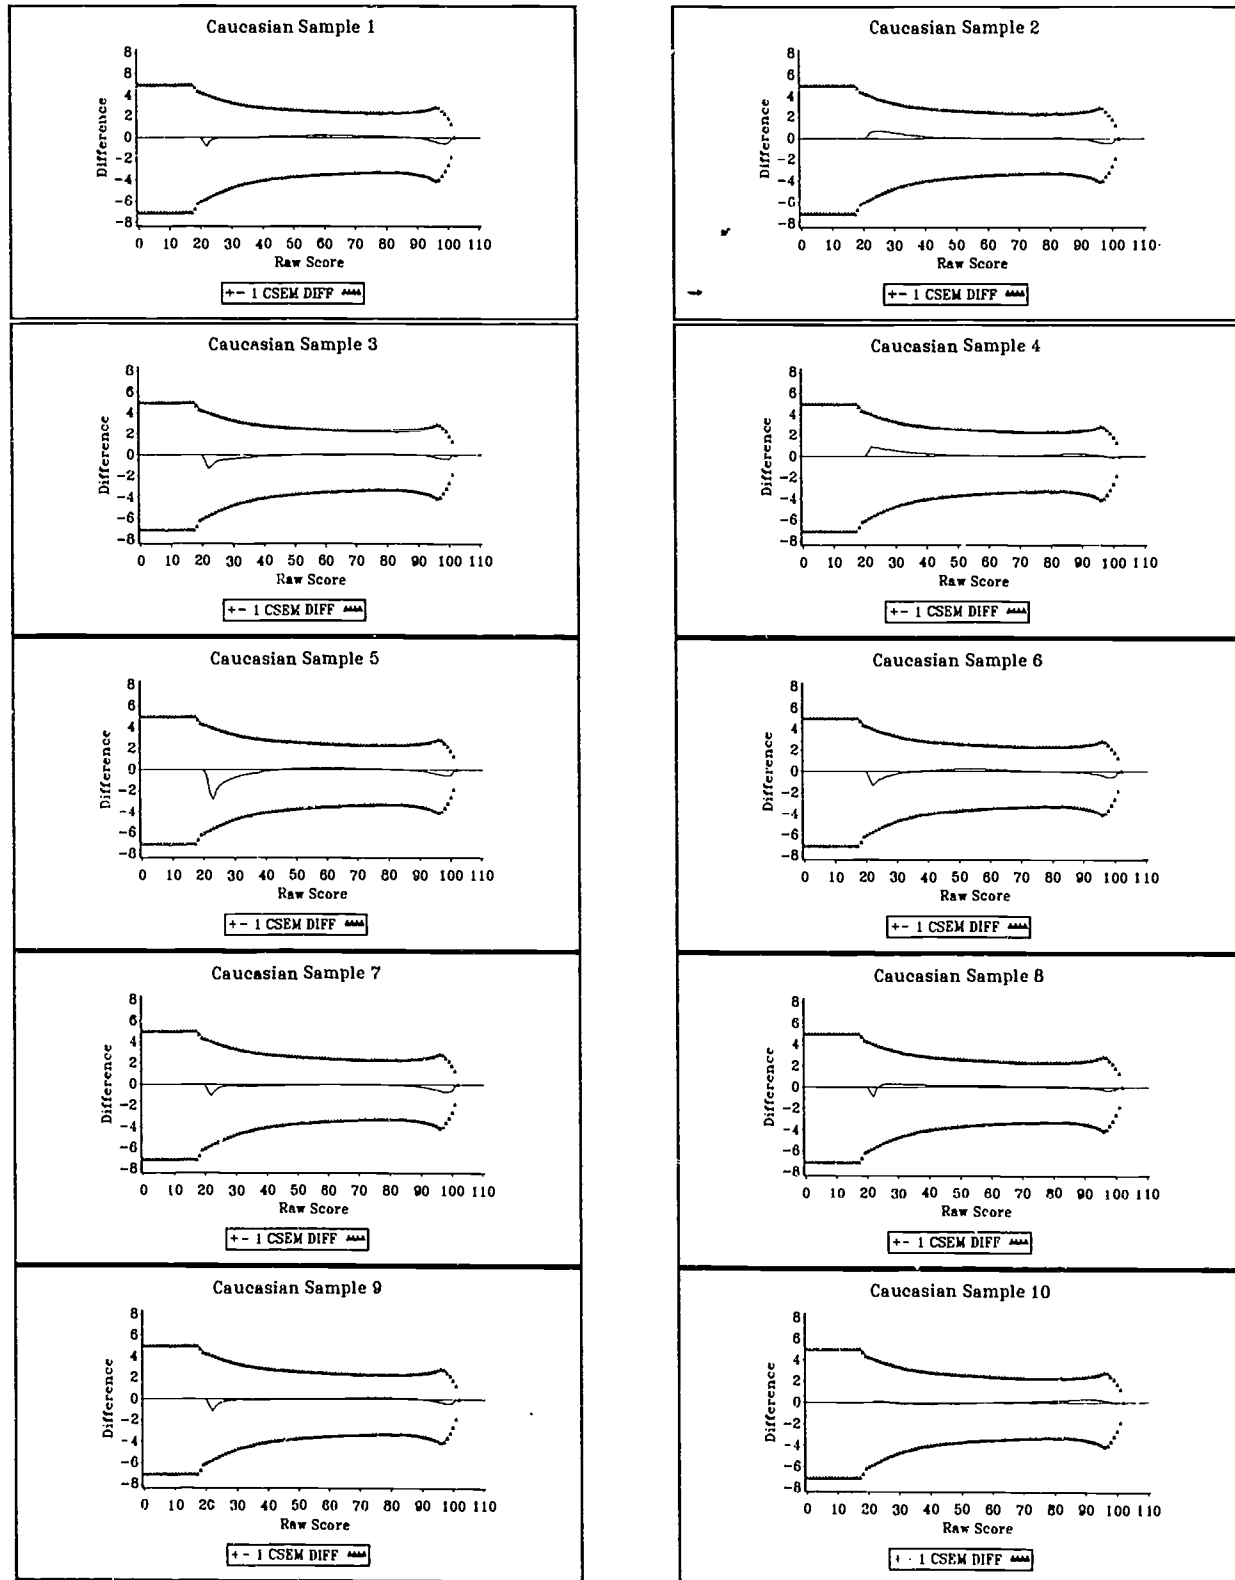 Caucasian Sample 1
8
8
4
2
0
-2
-4
-6
-8
Difference
0 10 20 30 40 50 60 70 80 90 100 110
Raw Score
+- 1 CSEM DIFF
Caucasian Sample 2
8
6
4
2
0
-2
-4
-6
-8
Difference
0 10 20 30 40 50 60 70 80 90 100 110
Raw Score
+- 1 CSEM DIFF
Caucasian Sample 3
8
6
4
2
0
-2
-4
-6
-8
Difference
0 10 20 30 40 50 60 70 80 90 100 110
Raw Score
+- 1 CSEM DIFF
Caucasian Sample 4
8
6
4
2
0
-2
-4
-6
-8
Difference
0 10 20 30 40 50 60 70 80 90 100 110
Raw Score
+- 1 CSEM DIFF
Caucasian Sample 5
8
6
4
2
0
-2
-4
-6
-8
Difference
0 10 20 30 40 50 60 70 80 90 100 110
Raw Score
+- 1 CSEM DIFF
Caucasian Sample 6
8
6
4
2
0
-2
-4
-6
-8
Difference
0 10 20 30 40 50 60 70 80 90 100 110
Raw Score
+- 1 CSEM DIFF
Caucasian Sample 7
8
6
4
2
0
-2
-4
-6
-8
Difference
0 10 20 30 40 50 60 70 80 90 100 110
Raw Score
+- 1 CSEM DIFF
Caucasian Sample 8
8
6
4
2
0
-2
-4
-6
-8
Difference
0 10 20 30 40 50 60 70 80 90 100 110
Raw Score
+- 1 CSEM DIFF
Caucasian Sample 9
8
6
4
2
0
-2
-4
-6
-8
Difference
0 10 20 30 40 50 60 70 80 90 100 110
Raw Score
+- 1 CSEM DIFF
Caucasian Sample 10
8
6
4
2
0
-2
-4
-6
-8
Difference
0 10 20 30 40 50 60 70 80 90 100 110
Raw Score
+- 1 CSEM DIFF